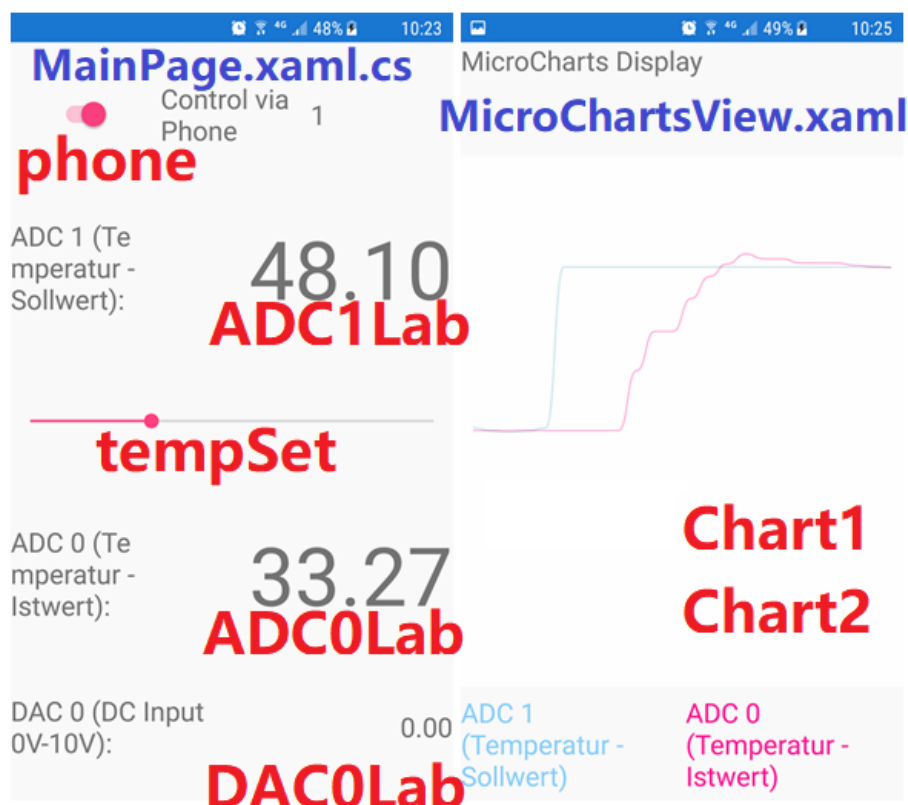 4G 48% 10:23
MainPage.xaml.cs
Control via
Phone
1
phone
ADC 1 (Te
mperatur -
Sollwert):
48.10
ADC1Lab
tempSet
ADC 0 (Te
mperatur -
Istwert):
33.27
ADC0Lab
DAC 0 (DC Input
0V-10V):
0.00
DAC0Lab
4G 49% 10:25
MicroCharts Display
MicroChartsView.xaml
Chart1
Chart2
ADC 1
(Temperatur -
Sollwert)
ADC 0
(Temperatur -
Istwert)